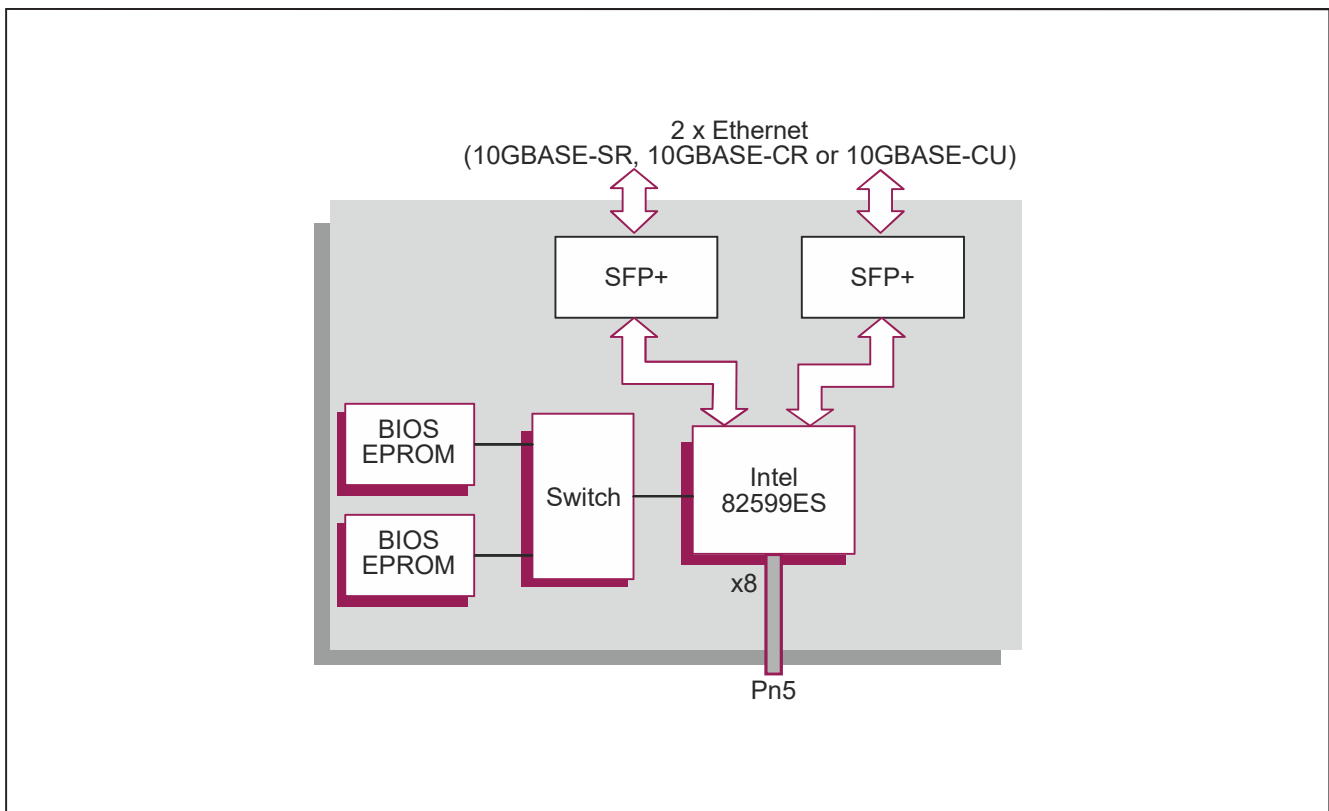 2 x Ethernet
(10GBASE-SR, 10GBASE-CR or 10GBASE-CU)
SFP+
SFP+
BIOS
EPROM
Switch
Intel
82599ES
BIOS
EPROM
x8
Pn5